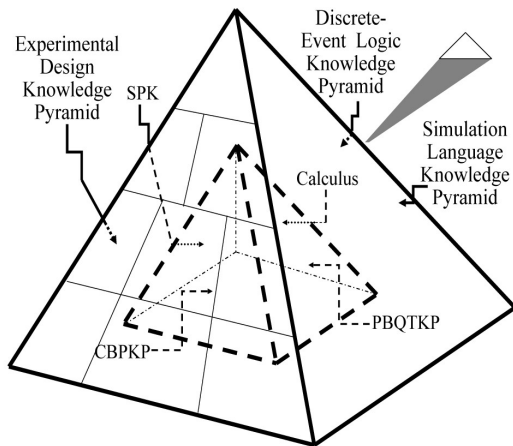 Experimental
Design
Knowledge
Pyramid
SPK
Discrete-
Event Logic
Knowledge
Pyramid
Simulation
Language
Knowledge
Pyramid
Calculus
PBQTKP
CBPKP